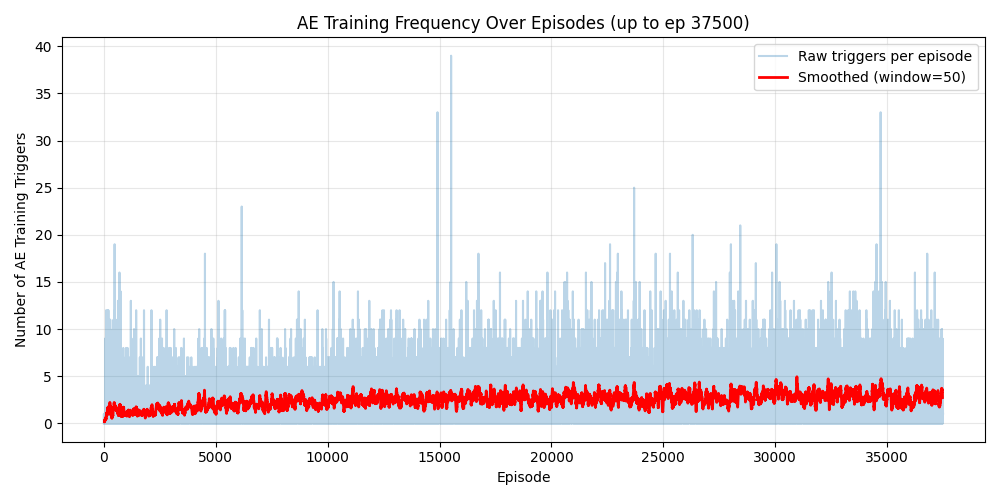 AE Training Frequency Over Episodes (up to ep 37500)
Raw triggers per episode
Smoothed (window=50)
Number of AE Training Triggers
40
35
30
25
20
15
10
5
0
0 5000 10000 15000 20000 25000 30000 35000
Episode